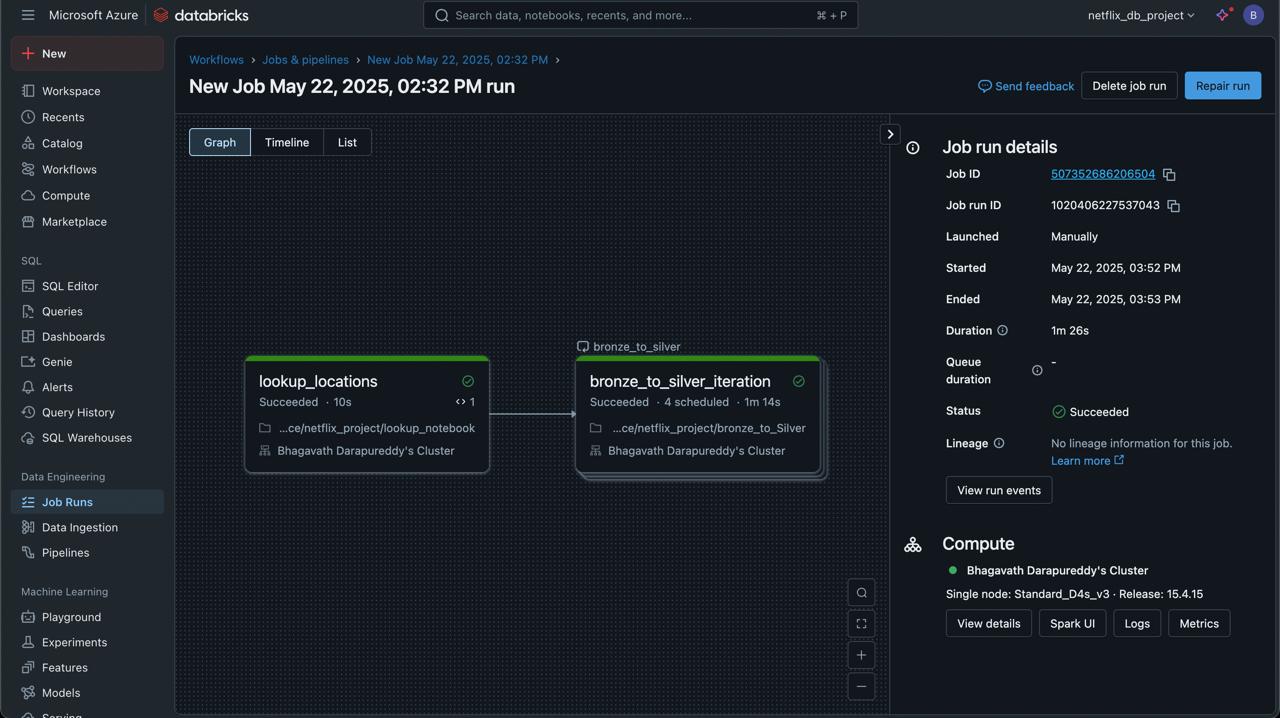 Microsoft Azure databricks
Search data, notebooks, recents, and more... ⌘ + P
netflix_db_project
B
New
Workspace
Recents
Catalog
Workflows
Compute
Marketplace
SQL
SQL Editor
Queries
Dashboards
Genie
Alerts
Query History
SQL Warehouses
Data Engineering
Job Runs
Data Ingestion
Pipelines
Machine Learning
Playground
Experiments
Features
Models
Serving
Workflows > Jobs & pipelines > New Job May 22, 2025, 02:32 PM >
New Job May 22, 2025, 02:32 PM run
Send feedback
Delete job run
Repair run
Graph Timeline List
lookup_locations
Succeeded · 10s
<> 1
...ce/netflix_project/lookup_notebook
Bhagavath Darapureddy's Cluster
bronze_to_silver
bronze_to_silver_iteration
Succeeded · 4 scheduled · 1m 14s
...ce/netflix_project/bronze_to_Silver
Bhagavath Darapureddy's Cluster
Job run details
Job ID 507352686206504
Job run ID 1020406227537043
Launched Manually
Started May 22, 2025, 03:52 PM
Ended May 22, 2025, 03:53 PM
Duration 1m 26s
Queue duration -
Status Succeeded
Lineage No lineage information for this job.
Learn more
View run events
Compute
Bhagavath Darapureddy's Cluster
Single node: Standard_D4s_v3 · Release: 15.4.15
View details Spark UI Logs Metrics